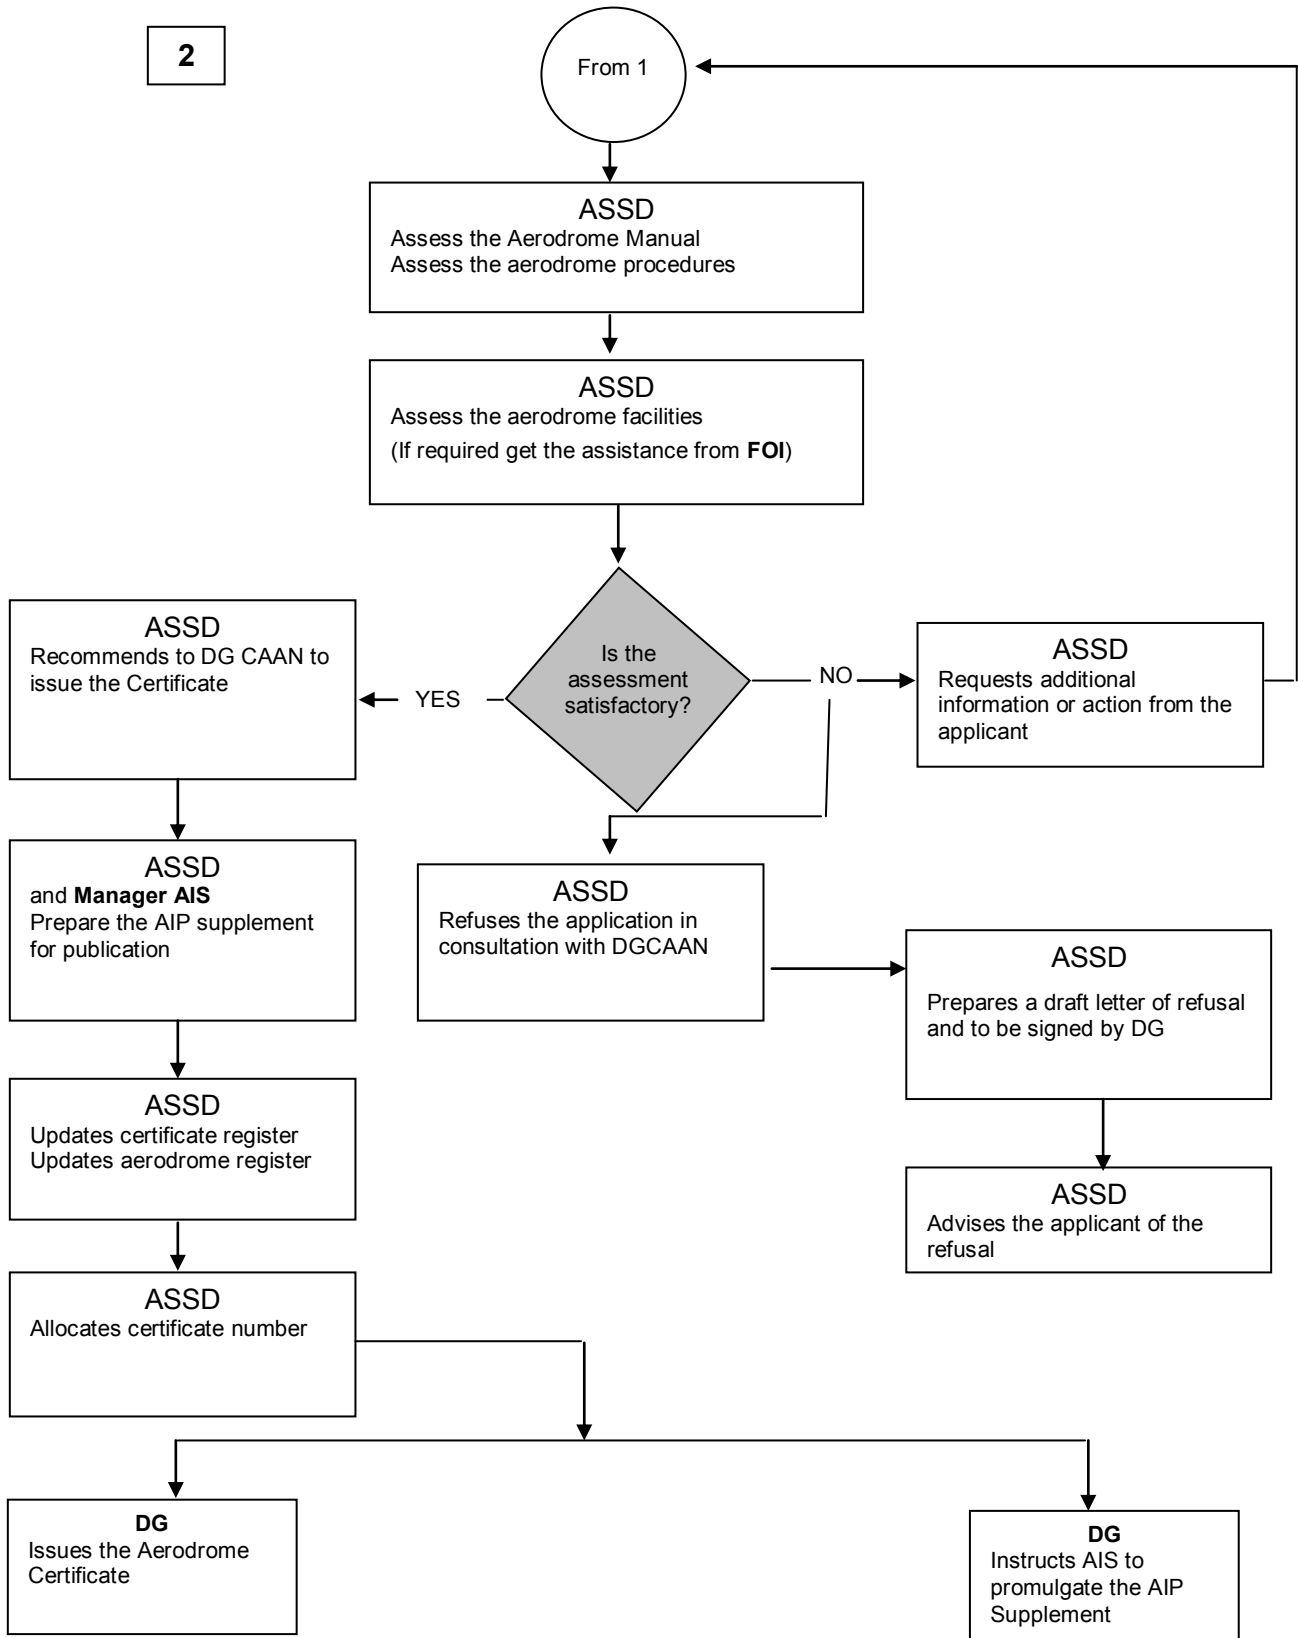 2
From 1
ASSD
Assess the Aerodrome Manual
Assess the aerodrome procedures
ASSD
Assess the aerodrome facilities
(If required get the assistance from FOI)
Is the
assessment
satisfactory?
YES
NO
ASSD
Recommends to DG CAAN to
issue the Certificate
ASSD
Requests additional
information or action from the
applicant
ASSD
and Manager AIS
Prepare the AIP supplement
for publication
ASSD
Refuses the application in
consultation with DGCAAN
ASSD
Prepares a draft letter of refusal
and to be signed by DG
ASSD
Updates certificate register
Updates aerodrome register
ASSD
Advises the applicant of the
refusal
ASSD
Allocates certificate number
DG
Issues the Aerodrome
Certificate
DG
Instructs AIS to
promulgate the AIP
Supplement